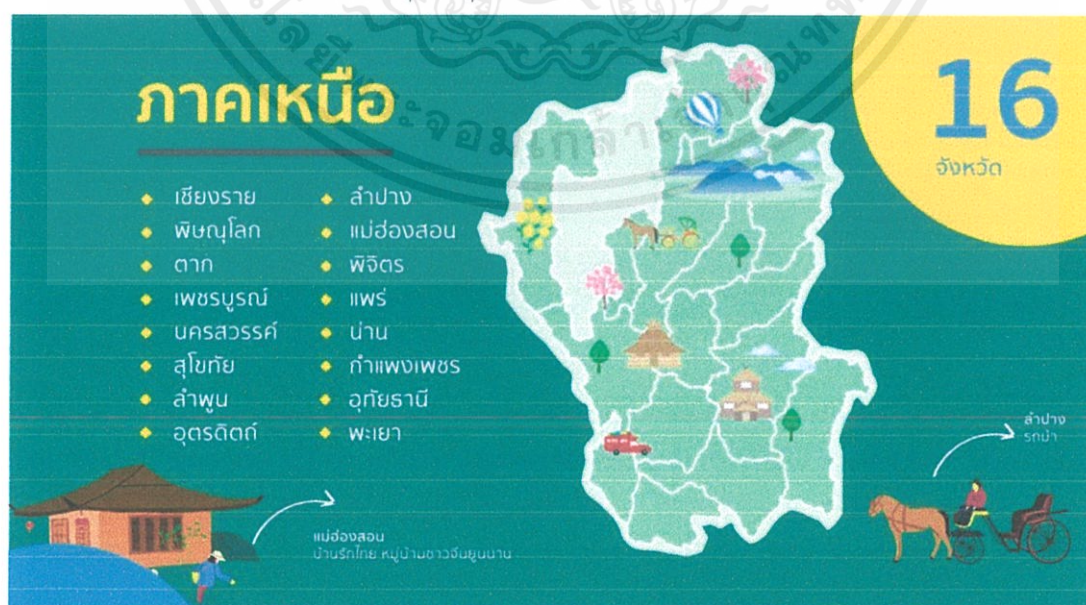 ภาคเหนือ
16
จังหวัด
เชียงราย
พิษณุโลก
ตาก
เพชรบูรณ์
นครสวรรค์
สุโขทัย
ลำพูน
อุตรดิตถ์
ลำปาง
แม่ฮ่องสอน
พิจิตร
แพร่
น่าน
กำแพงเพชร
อุทัยธานี
พะเยา
แม่ฮ่องสอน
บ้านรักไทย หมู่บ้านชาวจีนยูนนาน
ลำปาง
รถม้า